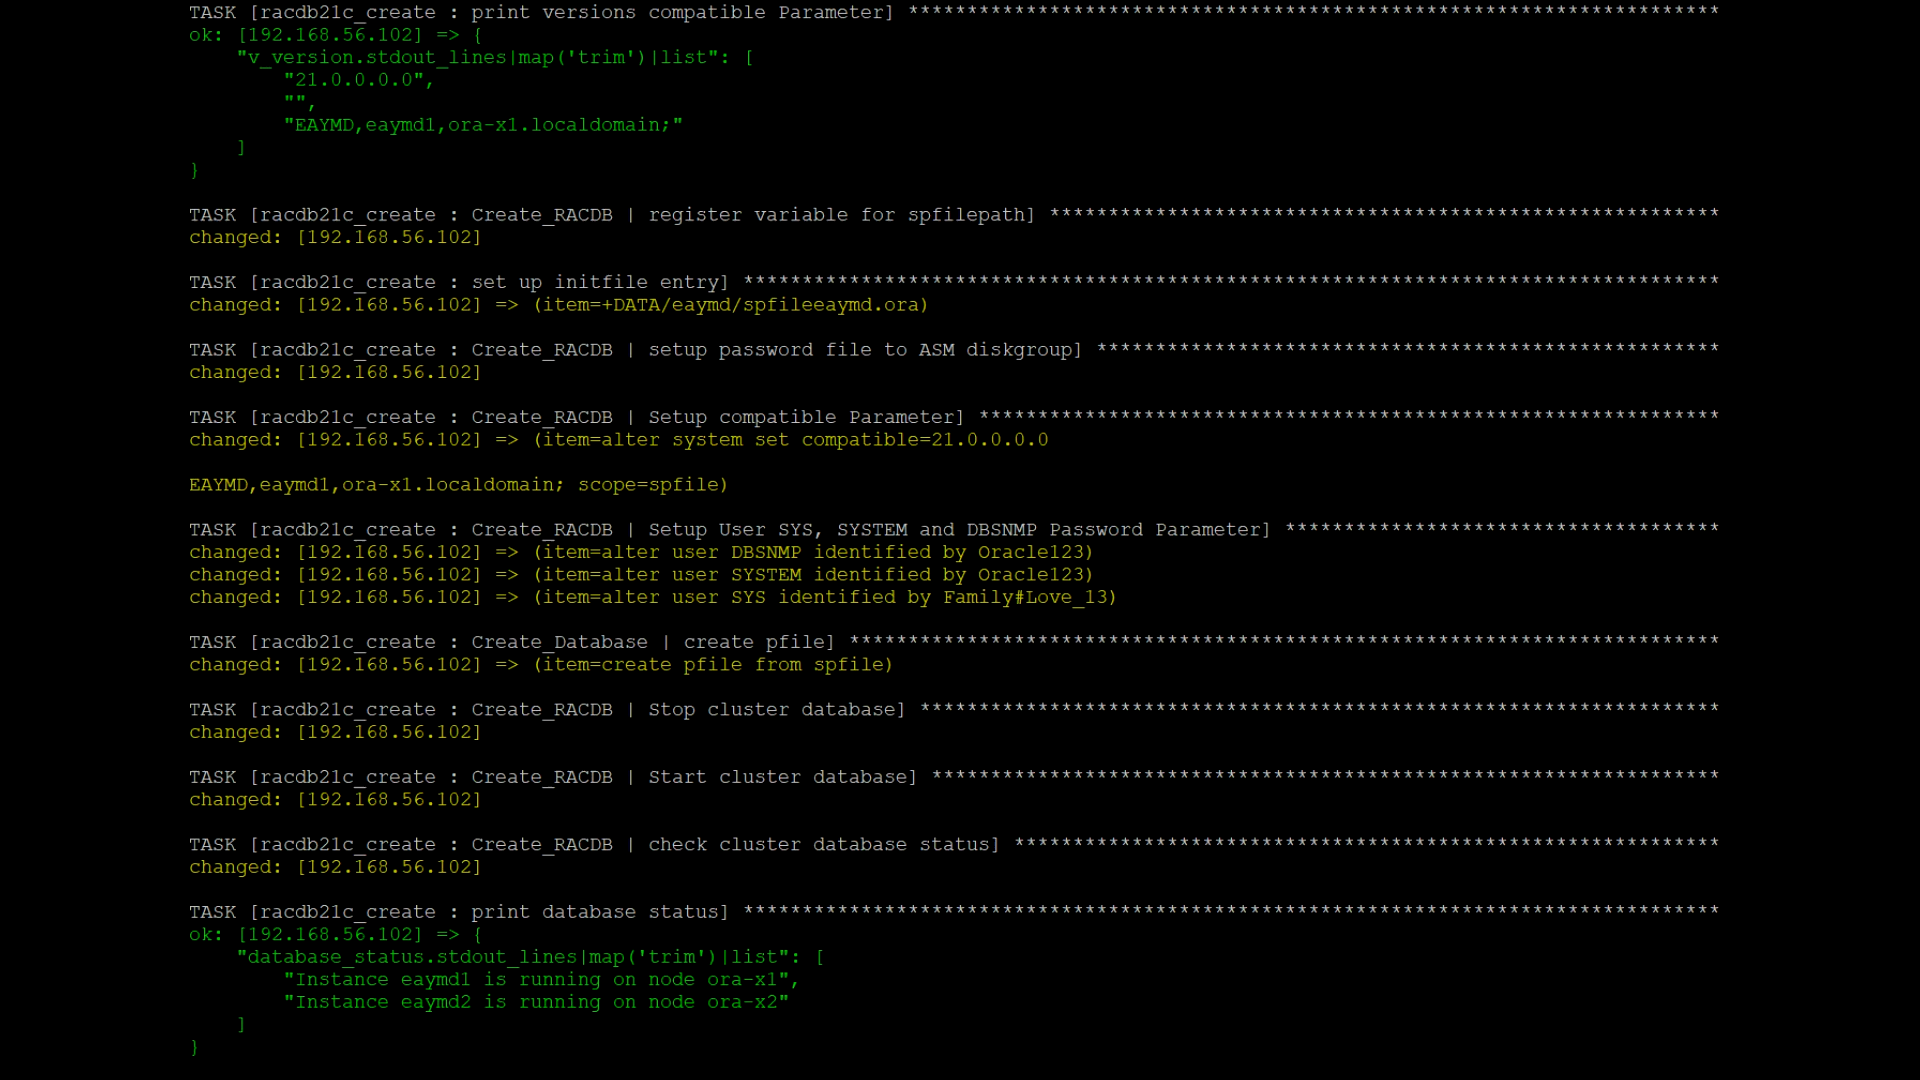 TASK [racdb21c_create : print versions compatible Parameter] *********************************************************************
ok: [192.168.56.102] => {
    "v_version.stdout_lines|map('trim')|list": [
        "21.0.0.0.0",
        "",
        "EAYMD,eaymd1,ora-x1.localdomain;"
    ]
}

TASK [racdb21c_create : Create_RACDB | register variable for spfilepath] *********************************************************
changed: [192.168.56.102]

TASK [racdb21c_create : set up initfile entry] ***********************************************************************************
changed: [192.168.56.102] => (item=+DATA/eaymd/spfileeaymd.ora)

TASK [racdb21c_create : Create_RACDB | setup password file to ASM diskgroup] *****************************************************
changed: [192.168.56.102]

TASK [racdb21c_create : Create_RACDB | Setup compatible Parameter] ***************************************************************
changed: [192.168.56.102] => (item=alter system set compatible=21.0.0.0.0

EAYMD,eaymd1,ora-x1.localdomain; scope=spfile)

TASK [racdb21c_create : Create_RACDB | Setup User SYS, SYSTEM and DBSNMP Password Parameter] *************************************
changed: [192.168.56.102] => (item=alter user DBSNMP identified by Oracle123)
changed: [192.168.56.102] => (item=alter user SYSTEM identified by Oracle123)
changed: [192.168.56.102] => (item=alter user SYS identified by Family#Love_13)

TASK [racdb21c_create : Create_Database | create pfile] **************************************************************************
changed: [192.168.56.102] => (item=create pfile from spfile)

TASK [racdb21c_create : Create_RACDB | Stop cluster database] ********************************************************************
changed: [192.168.56.102]

TASK [racdb21c_create : Create_RACDB | Start cluster database] *******************************************************************
changed: [192.168.56.102]

TASK [racdb21c_create : Create_RACDB | check cluster database status] ************************************************************
changed: [192.168.56.102]

TASK [racdb21c_create : print database status] ***********************************************************************************
ok: [192.168.56.102] => {
    "database_status.stdout_lines|map('trim')|list": [
        "Instance eaymd1 is running on node ora-x1",
        "Instance eaymd2 is running on node ora-x2"
    ]
}